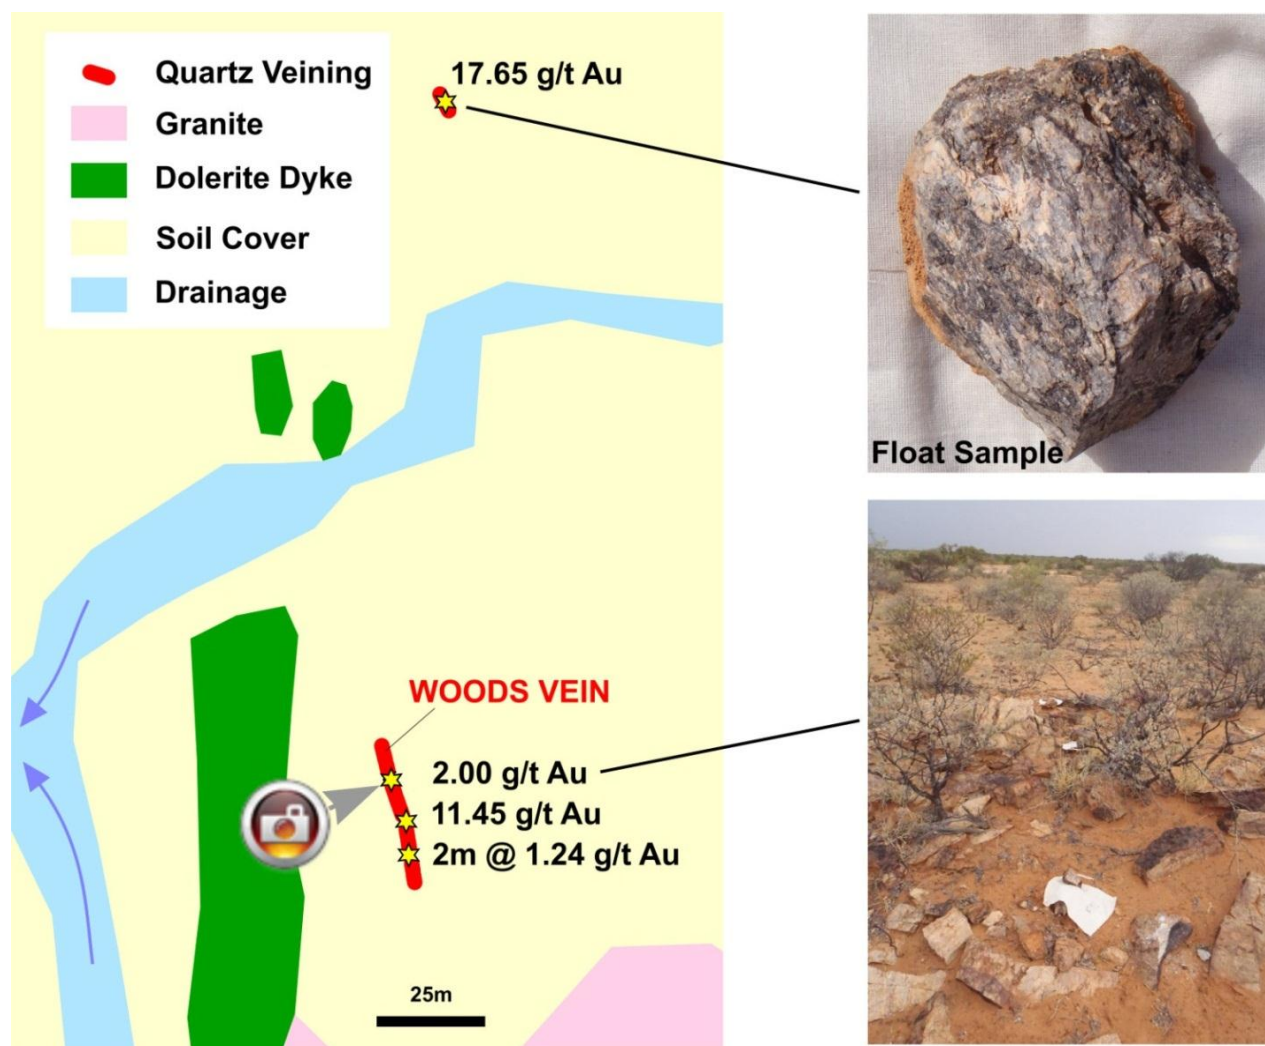 Quartz Veining
Granite
Dolerite Dyke
Soil Cover
Drainage
17.65 g/t Au
Float Sample
WOODS VEIN
2.00 g/t Au
11.45 g/t Au
2m @ 1.24 g/t Au
25m